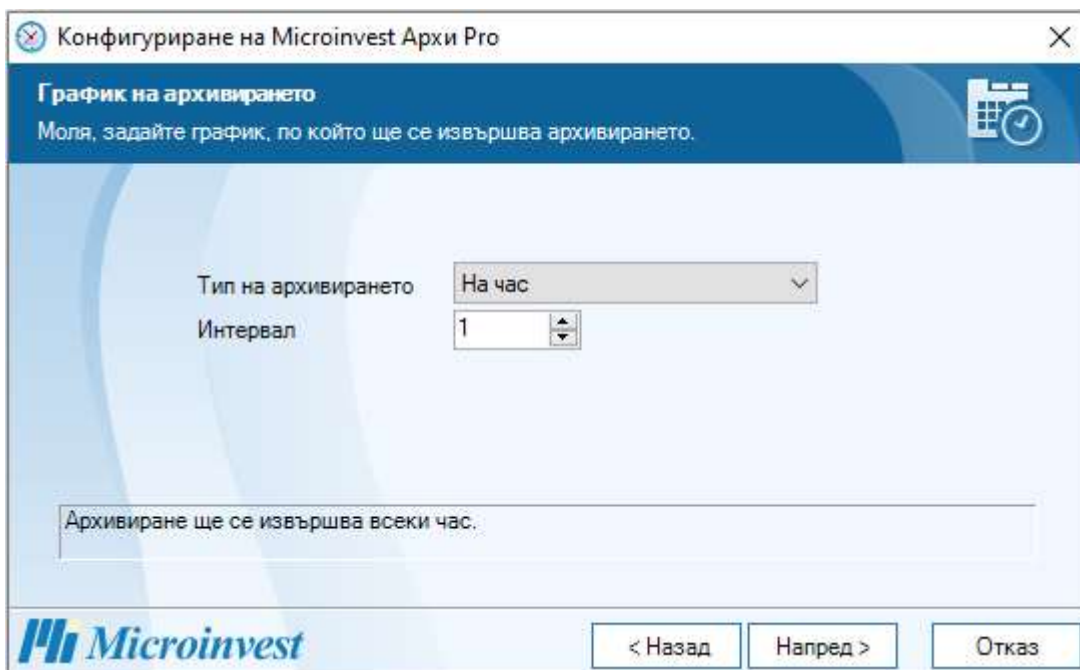 Конфигуриране на Microinvest Архи Pro
График на архивирането
Моля, задайте график, по който ще се извършва архивирането.
Тип на архивирането На час
Интервал 1
Архивиране ще се извършва всеки час.
Microinvest < Назад Напред > Отказ